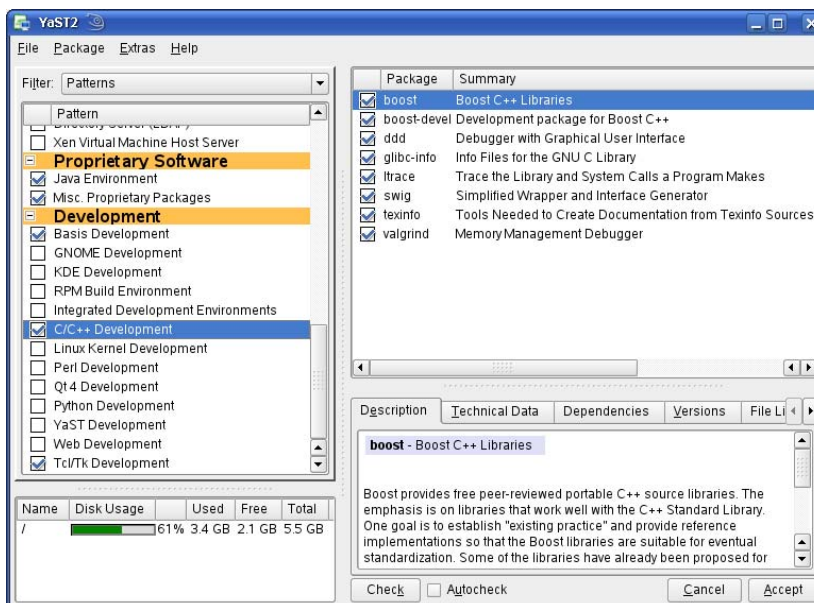 YaST2
File Package Extras Help
Filter: Patterns
Pattern
Directory Server (LDAP)
Xen Virtual Machine Host Server
Proprietary Software
Java Environment
Misc. Proprietary Packages
Development
Basis Development
GNOME Development
KDE Development
RPM Build Environment
Integrated Development Environments
C/C++ Development
Linux Kernel Development
Perl Development
Qt 4 Development
Python Development
YaST Development
Web Development
Tcl/Tk Development
Name Disk Usage Used Free Total
/ 61% 3.4 GB 2.1 GB 5.5 GB
Package Summary
boost Boost C++ Libraries
boost-devel Development package for Boost C++
ddd Debugger with Graphical User Interface
glibc-info Info Files for the GNU C Library
ltrace Trace the Library and System Calls a Program Makes
swig Simplified Wrapper and Interface Generator
texinfo Tools Needed to Create Documentation from Texinfo Sources
valgrind Memory Management Debugger
Description Technical Data Dependencies Versions File Li
boost - Boost C++ Libraries
Boost provides free peer-reviewed portable C++ source libraries. The
emphasis is on libraries that work well with the C++ Standard Library.
One goal is to establish "existing practice" and provide reference
implementations so that the Boost libraries are suitable for eventual
standardization. Some of the libraries have already been proposed for
Check Autocheck Cancel Accept